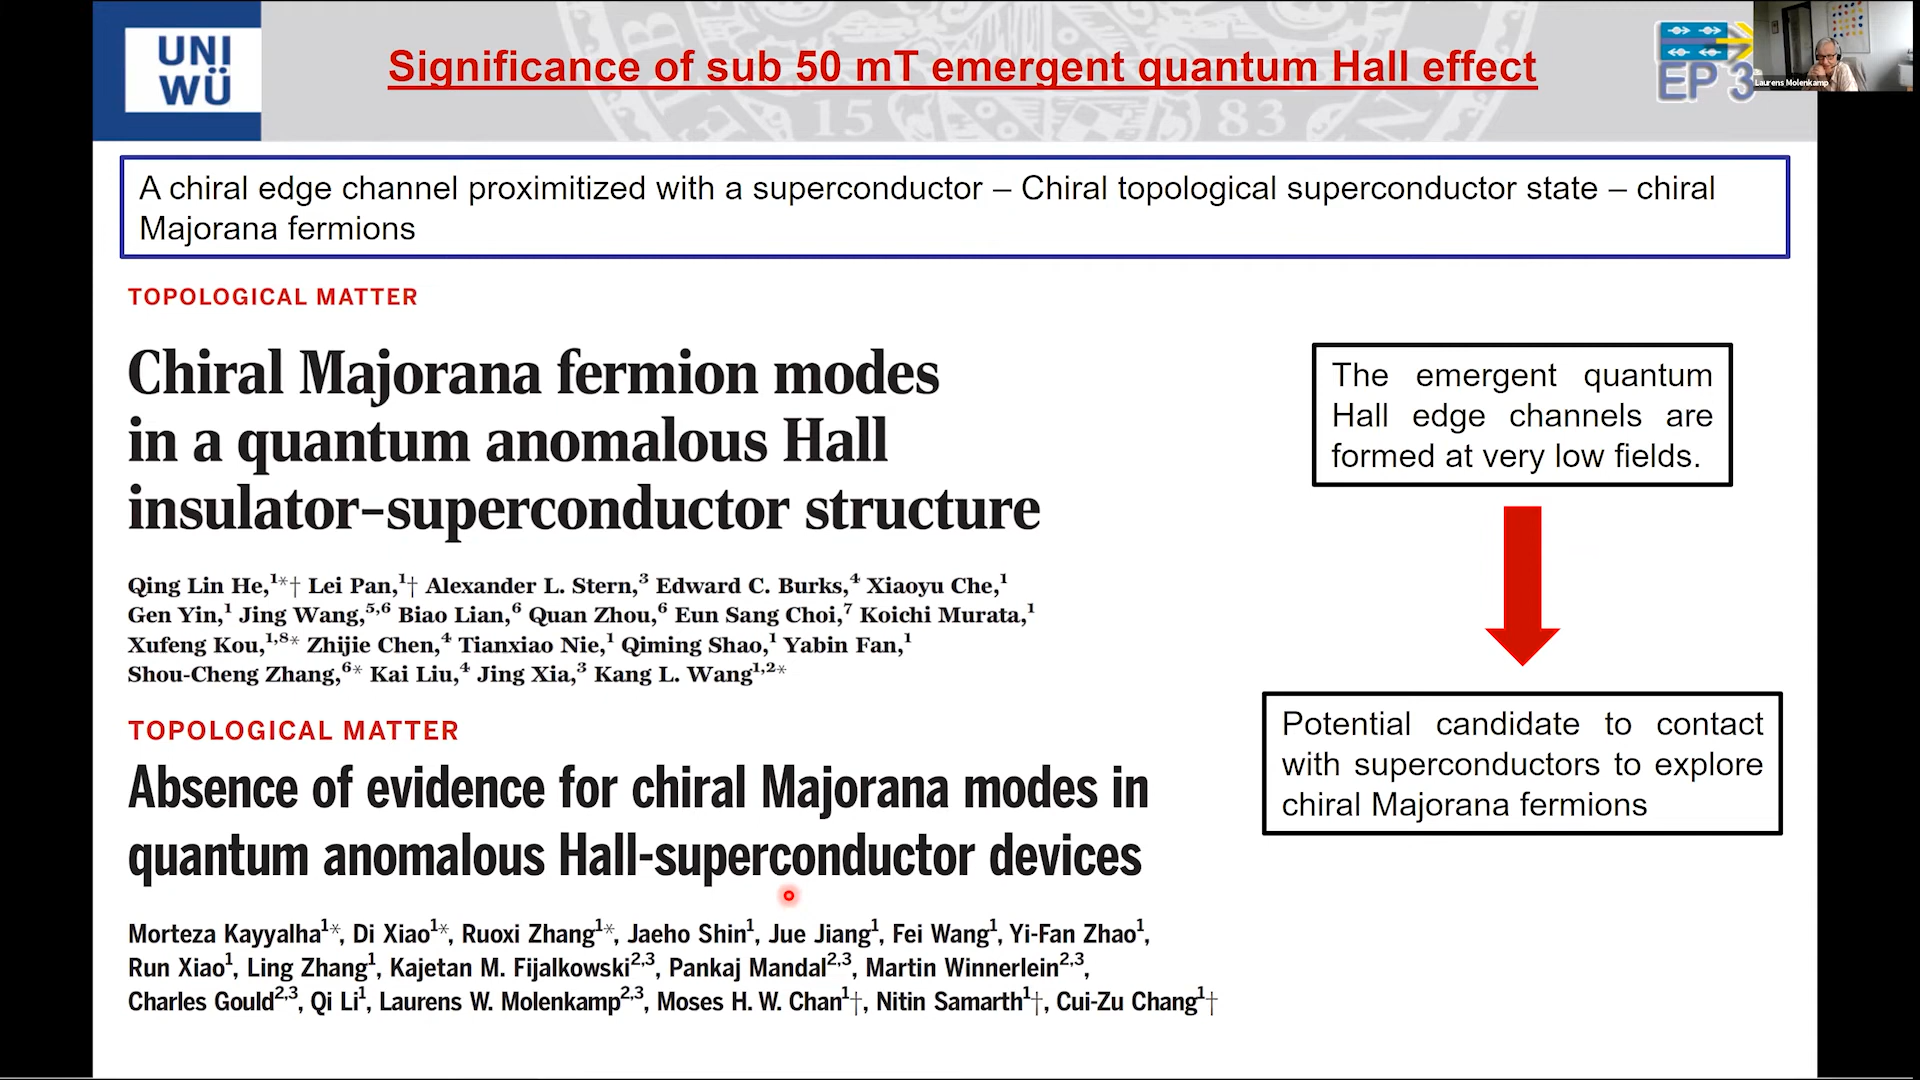 UNI
WÜ
Significance of sub 50 mT emergent quantum Hall effect
EP 3
Laurens Molenkamp
15 83
A chiral edge channel proximitized with a superconductor – Chiral topological superconductor state – chiral
Majorana fermions
TOPOLOGICAL MATTER
Chiral Majorana fermion modes
in a quantum anomalous Hall
insulator–superconductor structure
Qing Lin He,¹*† Lei Pan,¹† Alexander L. Stern,³ Edward C. Burks,⁴ Xiaoyu Che,¹
Gen Yin,¹ Jing Wang,⁵,⁶ Biao Lian,⁶ Quan Zhou,⁶ Eun Sang Choi,⁷ Koichi Murata,¹
Xufeng Kou,¹,⁸* Zhijie Chen,⁴ Tianxiao Nie,¹ Qiming Shao,¹ Yabin Fan,¹
Shou-Cheng Zhang,⁶* Kai Liu,⁴ Jing Xia,³ Kang L. Wang¹,²*
TOPOLOGICAL MATTER
Absence of evidence for chiral Majorana modes in
quantum anomalous Hall-superconductor devices
Morteza Kayyalha¹*, Di Xiao¹*, Ruoxi Zhang¹*, Jaeho Shin¹, Jue Jiang¹, Fei Wang¹, Yi-Fan Zhao¹,
Run Xiao¹, Ling Zhang¹, Kajetan M. Fijalkowski²,³, Pankaj Mandal²,³, Martin Winnerlein²,³,
Charles Gould²,³, Qi Li¹, Laurens W. Molenkamp²,³, Moses H. W. Chan¹†, Nitin Samarth¹†, Cui-Zu Chang¹†
The emergent quantum
Hall edge channels are
formed at very low fields.
Potential candidate to contact
with superconductors to explore
chiral Majorana fermions